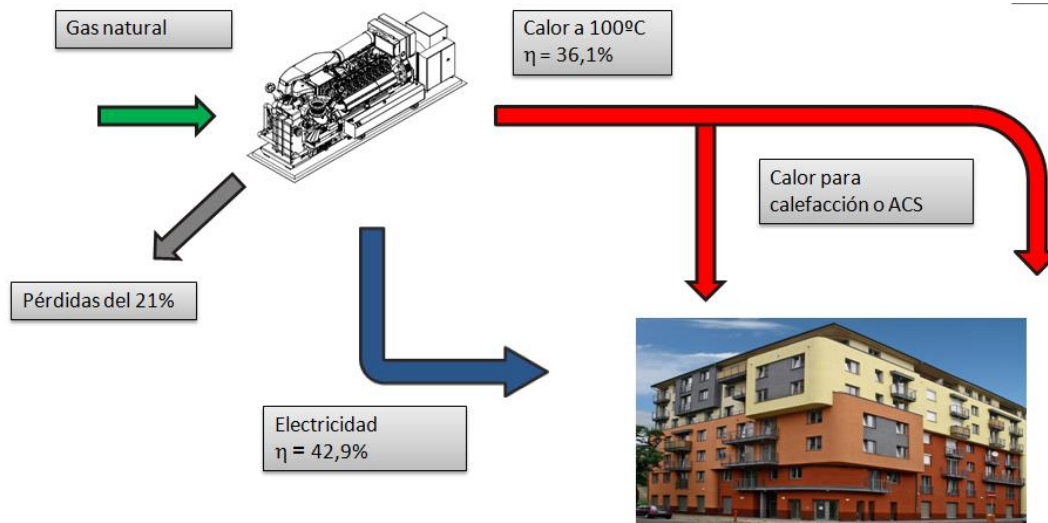 Gas natural
Calor a 100ºC
η = 36,1%
Calor para
calefacción o ACS
Pérdidas del 21%
Electricidad
η = 42,9%